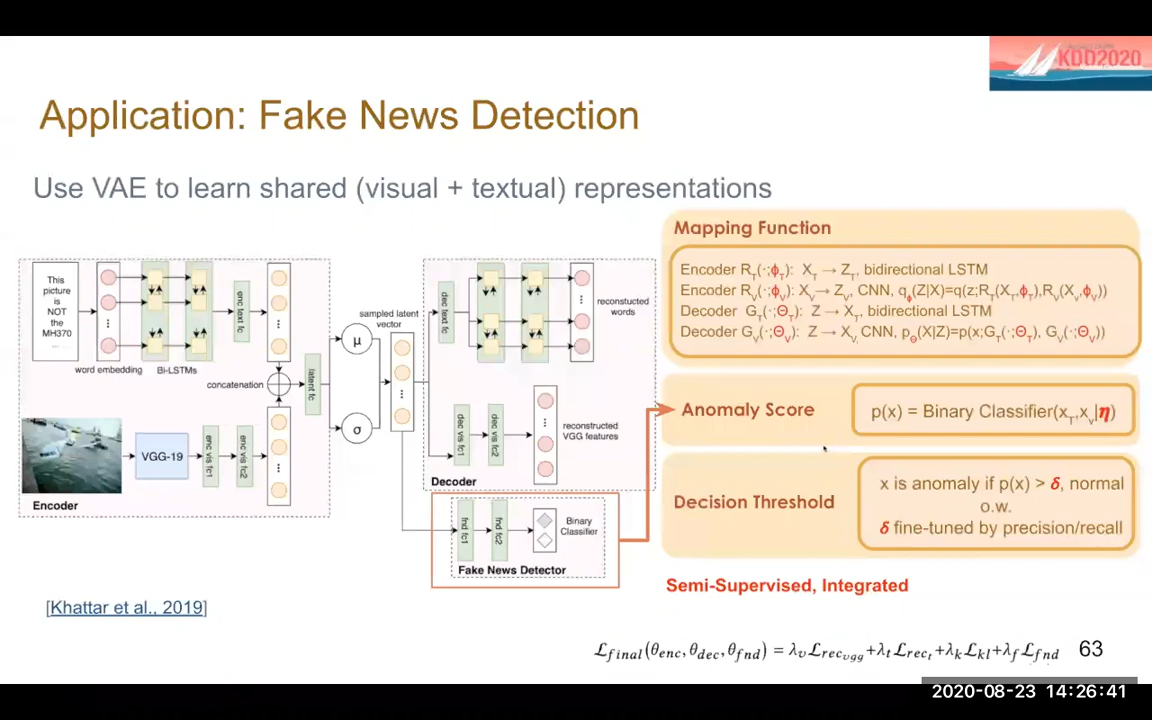 KDD2020
Application: Fake News Detection
Use VAE to learn shared (visual + textual) representations
This
picture
is
NOT
the
MH370
...
word embedding
Bi-LSTMs
enc text fc
concatenation
latent fc
VGG-19
enc vis fc1
enc vis fc2
Encoder
μ
σ
sampled latent
vector
dec text fc
reconstucted
words
dec vis fc1
dec vis fc2
reconstructed
VGG features
Decoder
fnd fc1
fnd fc2
Binary
Classifier
Fake News Detector
Mapping Function
Encoder R_T(·;ϕ_T): X_T → Z_T, bidirectional LSTM
Encoder R_V(·;ϕ_V): X_V → Z_V, CNN, q_ϕ(Z|X)=q(z;R_T(X_T,ϕ_T),R_V(X_V,ϕ_V))
Decoder G_T(·;Θ_T): Z → X_T, bidirectional LSTM
Decoder G_V(·;Θ_V): Z → X_V, CNN, p_Θ(X|Z)=p(x;G_T(·;Θ_T), G_V(·;Θ_V))
Anomaly Score
p(x) = Binary Classifier(x_T,x_V|η)
Decision Threshold
x is anomaly if p(x) > δ, normal
o.w.
δ fine-tuned by precision/recall
Semi-Supervised, Integrated
[Khattar et al., 2019]
ℒ_final(θ_enc, θ_dec, θ_fnd) = λ_v ℒ_rec_vgg + λ_t ℒ_rec_t + λ_k ℒ_kl + λ_f ℒ_fnd
63
2020-08-23 14:26:41